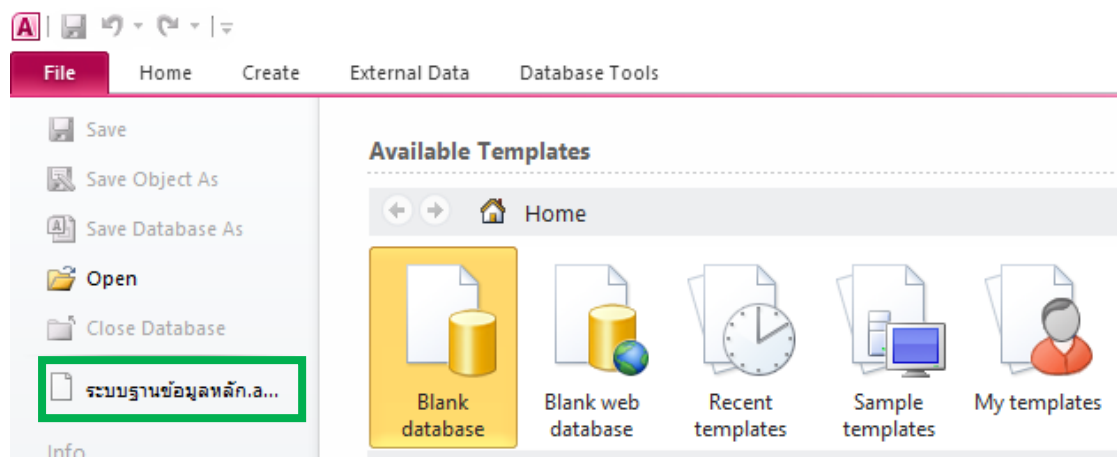 A
File Home Create External Data Database Tools
Save
Save Object As
Save Database As
Open
Close Database
ระบบฐานข้อมูลหลัก.a...
Info
Available Templates
Home
Blank database
Blank web database
Recent templates
Sample templates
My templates